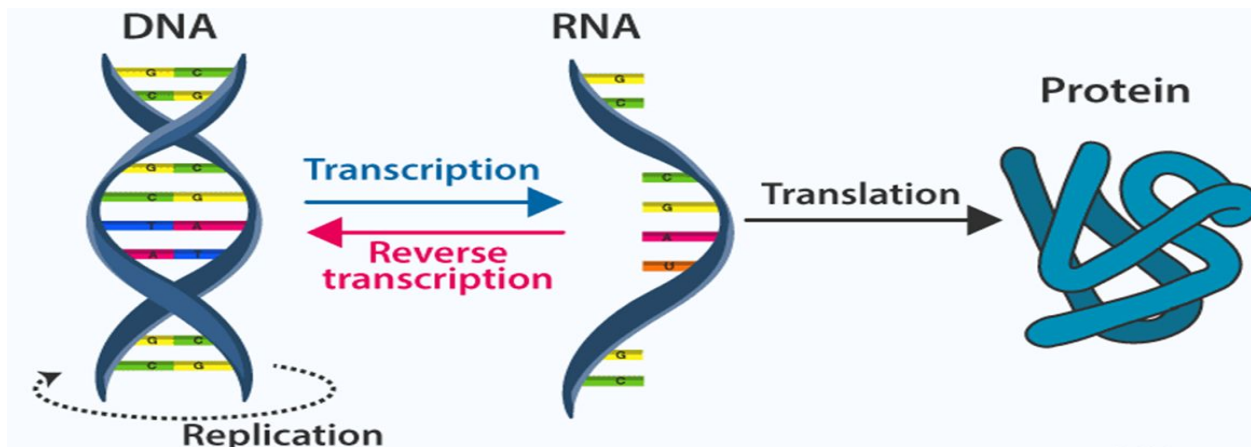 DNA
RNA
Protein
G C
C G
G C
C G
T A
A T
G C
C G
Transcription
Reverse
transcription
Replication
G
C
C
G
A
U
G
C
Translation